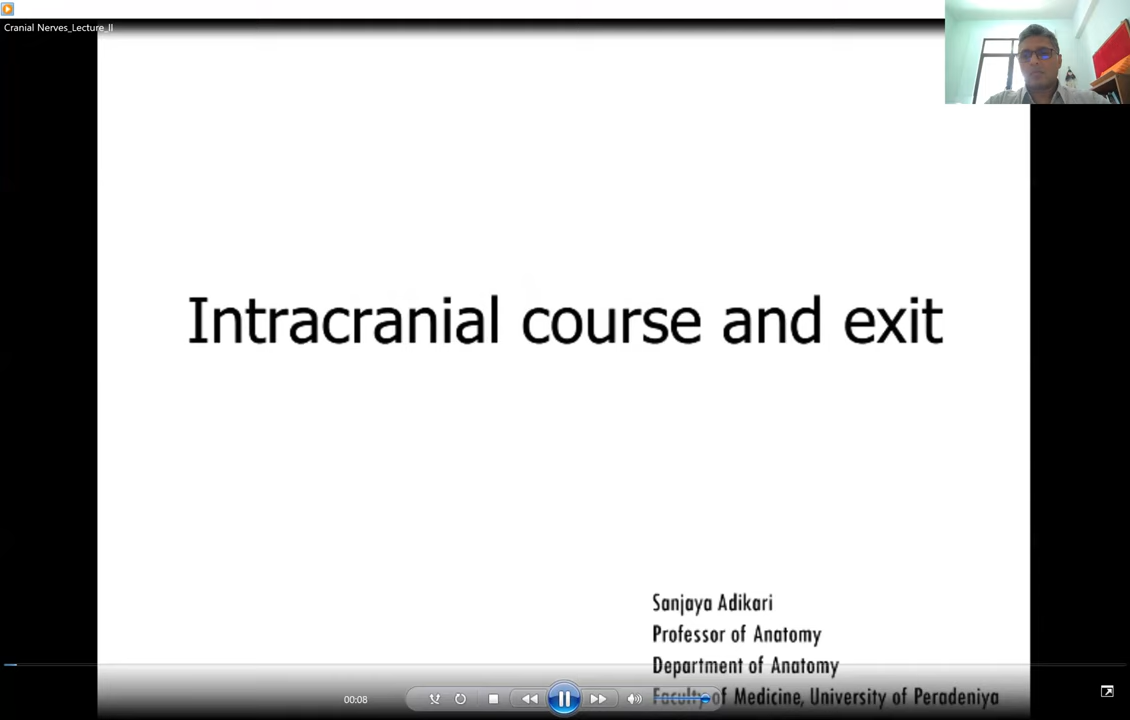 Cranial Nerves_Lecture_II
Intracranial course and exit
Sanjaya Adikari
Professor of Anatomy
Department of Anatomy
Faculty of Medicine, University of Peradeniya
00:08